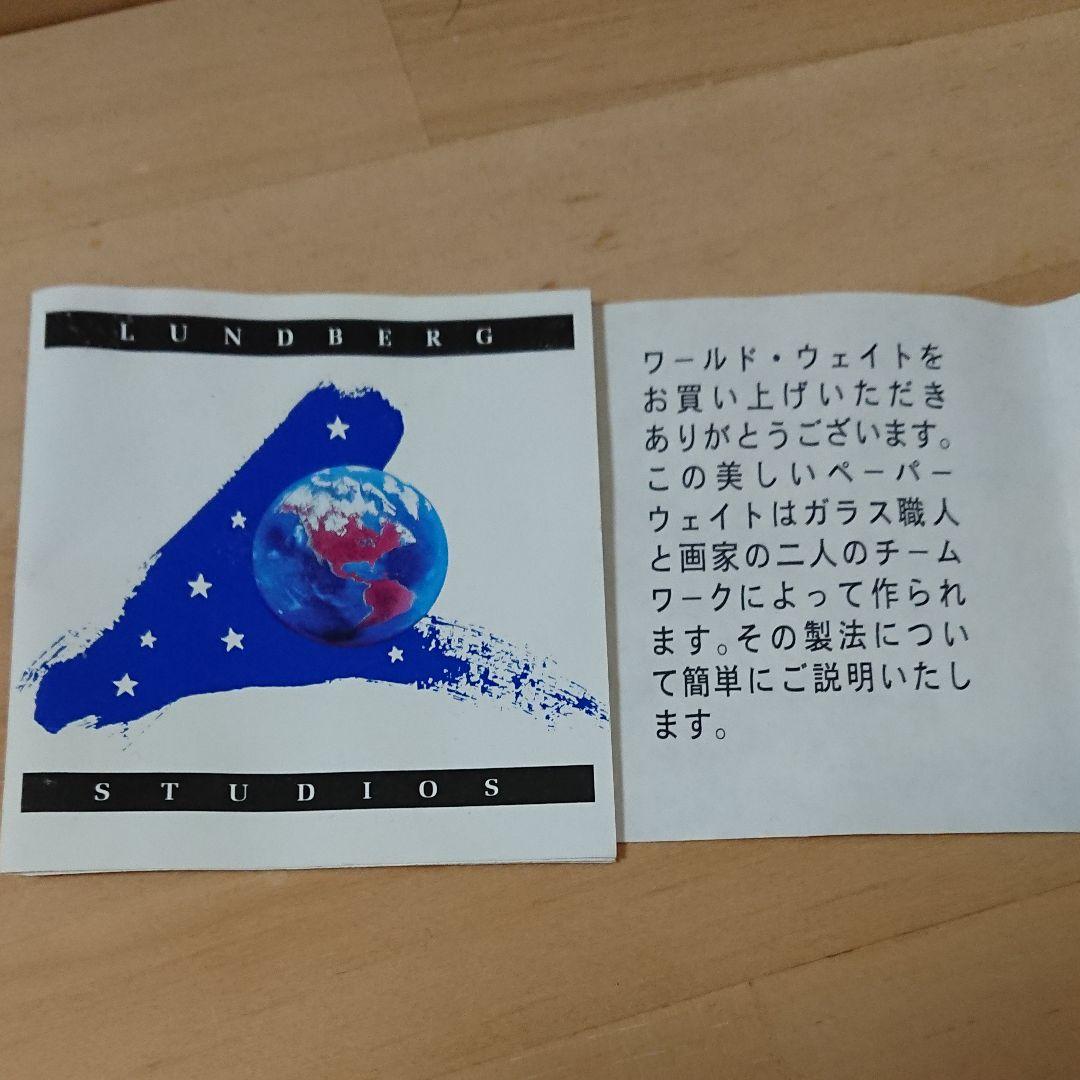 LUNDBERG
STUDIOS
ワールド・ウェイトを
お買い上げいただき
ありがとうございます。
この美しいペーパー
ウェイトはガラス職人
と画家の二人のチーム
ワークによって作られ
ます。その製法につい
て簡単にご説明いたし
ます。